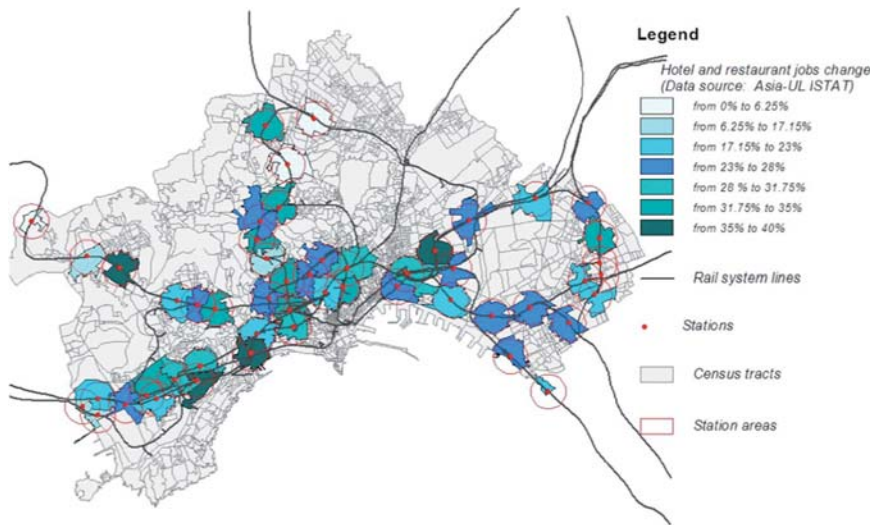 Legend
Hotel and restaurant jobs change
(Data source: Asia-UL ISTAT)
from 0% to 6.25%
from 6.25% to 17.15%
from 17.15% to 23%
from 23% to 28%
from 28 % to 31.75%
from 31.75% to 35%
from 35% to 40%
Rail system lines
Stations
Census tracts
Station areas